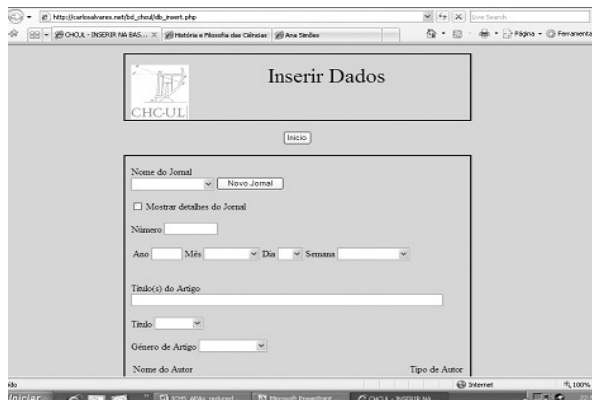 http://carlosalvares.net/bd_chcul/db_insert.php
Live Search
CHCUL - INSERIR NA BAS...
História e Filosofia das Ciências
Ana Simões
Página
Ferramenta
CHC-UL
Inserir Dados
Inicio
Nome do Jornal
Novo Jornal
Mostrar detalhes do Jornal
Número
Ano Mês Dia Semana
Titulo(s) do Artigo
Titulo
Género de Artigo
Nome do Autor Tipo de Autor
Internet 100%
Iniciar Microsoft PowerPoint CHCUL - INSERIR NA